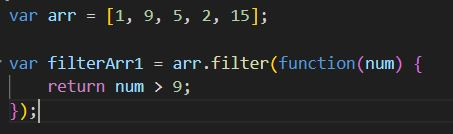 var arr = [1, 9, 5, 2, 15];
var filterArr1 = arr.filter(function(num) {
    return num > 9;
});